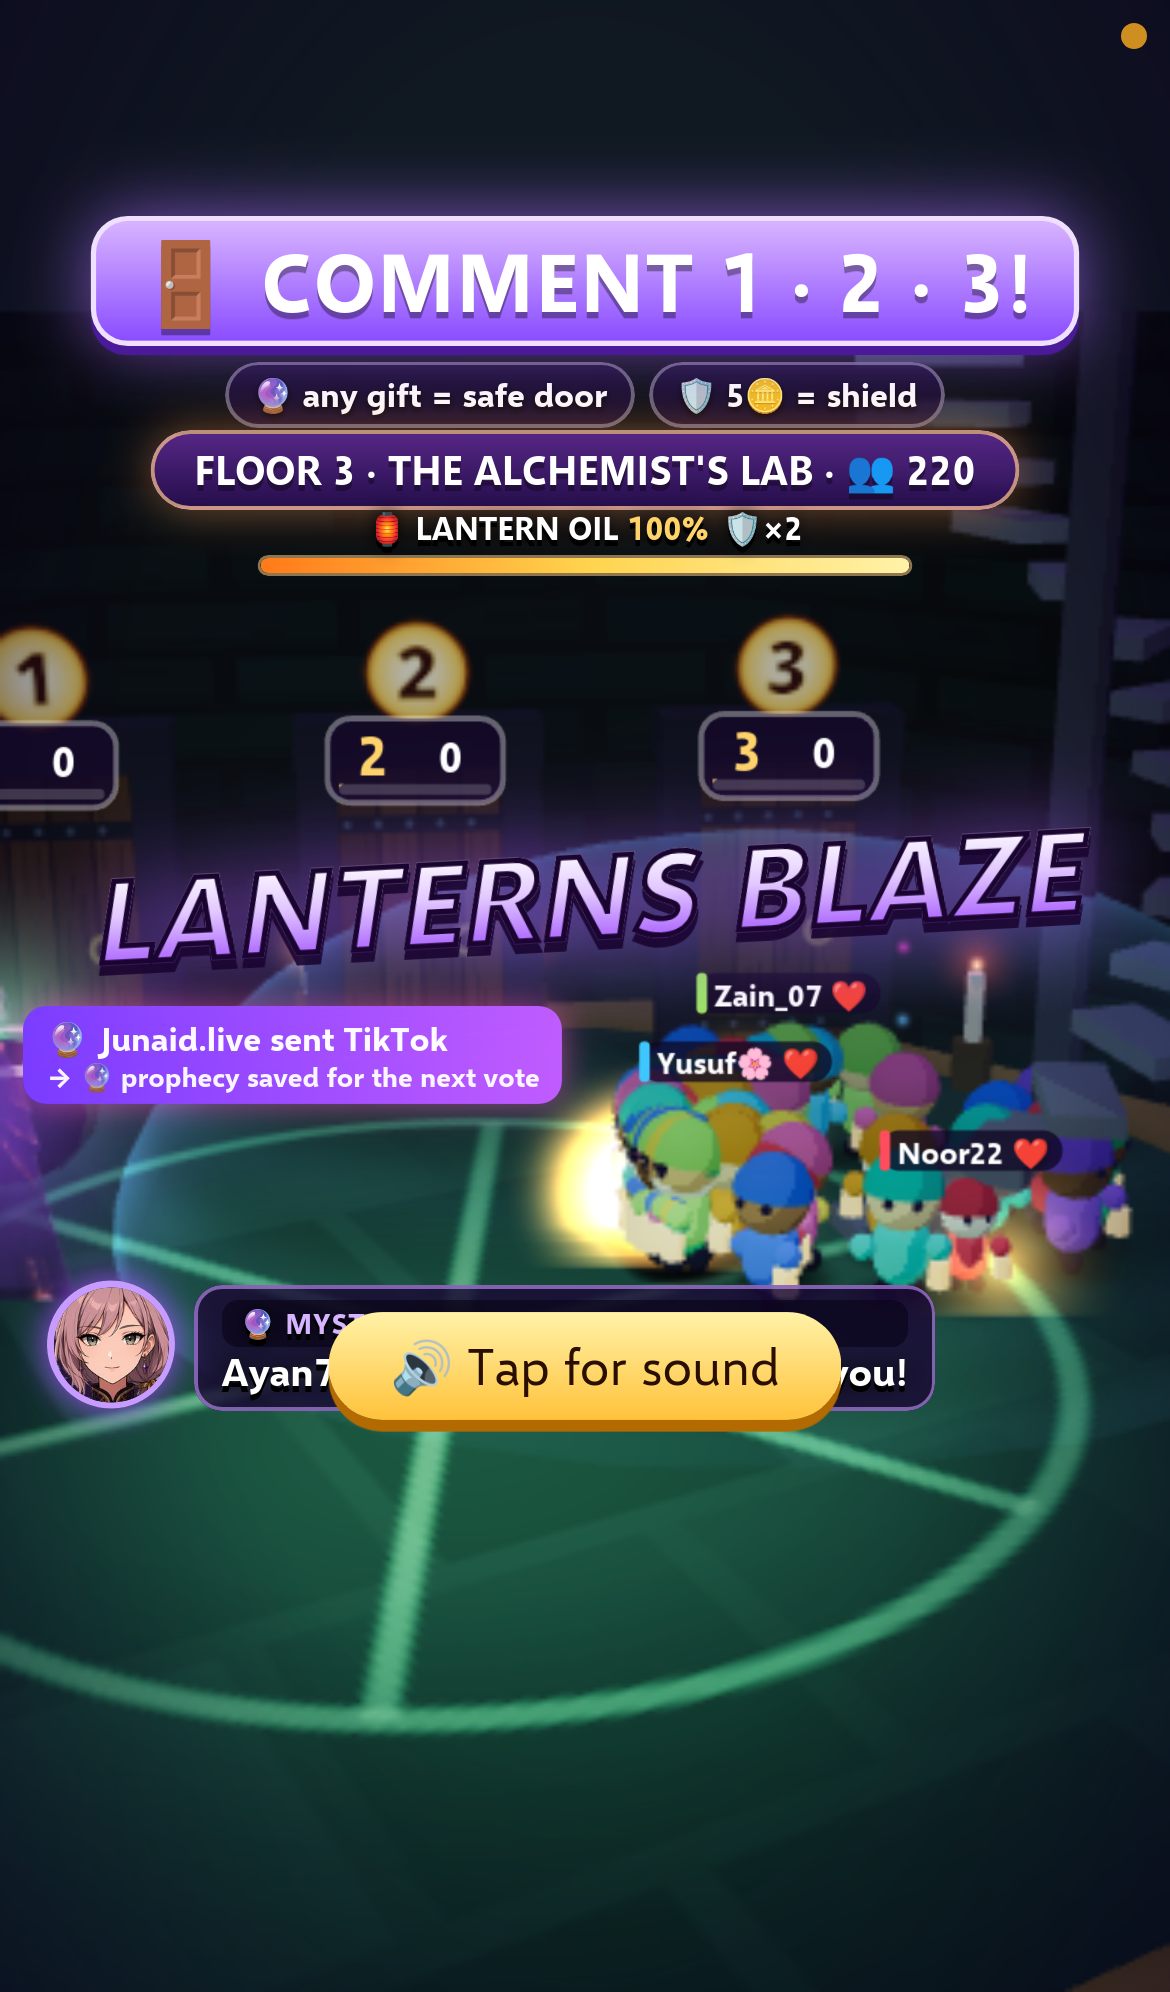 🚪 COMMENT 1 · 2 · 3!
🔮 any gift = safe door
🛡️ 5🪙 = shield
FLOOR 3 · THE ALCHEMIST'S LAB · 👥 220
🏮 LANTERN OIL 100% 🛡️×2
1
2
3
0
2 0
3 0
LANTERNS BLAZE
Zain_07 ❤️
🔮 Junaid.live sent TikTok
→ 🔮 prophecy saved for the next vote
Yusuf🌸 ❤️
Noor22 ❤️
🔮
🔊 Tap for sound
you!